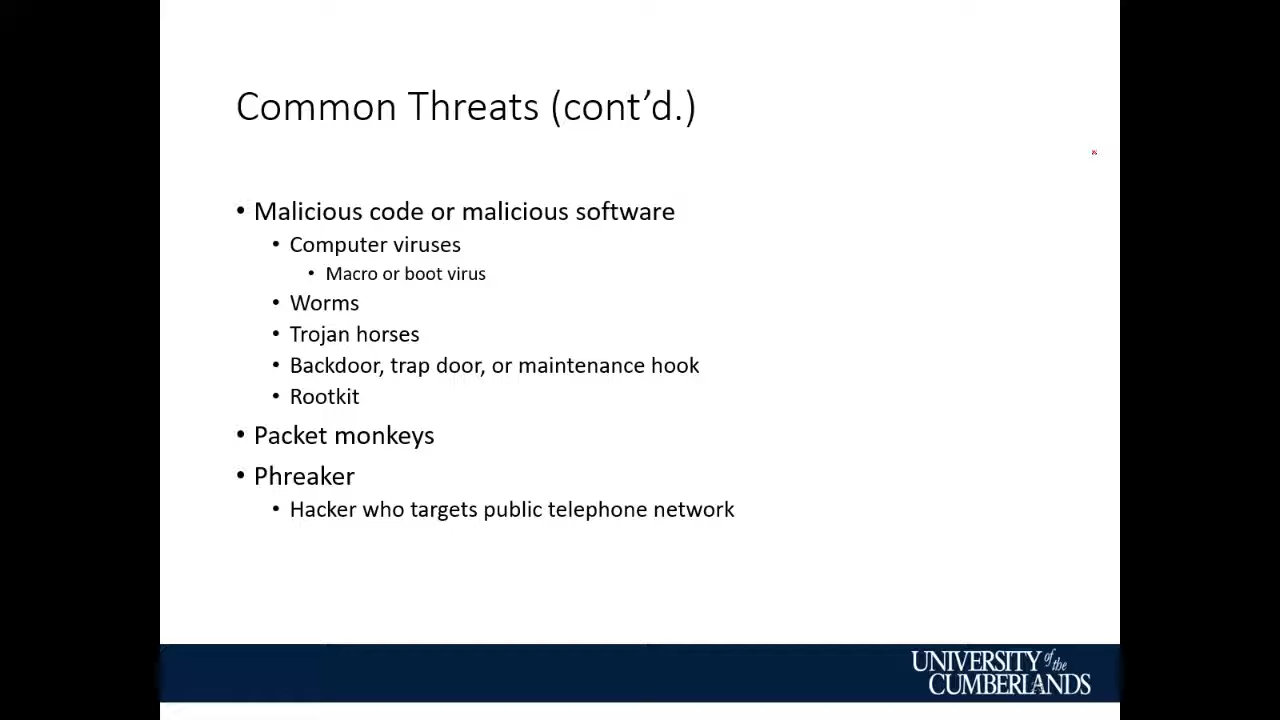 Common Threats (cont’d.)
• Malicious code or malicious software
• Computer viruses
• Macro or boot virus
• Worms
• Trojan horses
• Backdoor, trap door, or maintenance hook
• Rootkit
• Packet monkeys
• Phreaker
• Hacker who targets public telephone network
UNIVERSITY of the
CUMBERLANDS